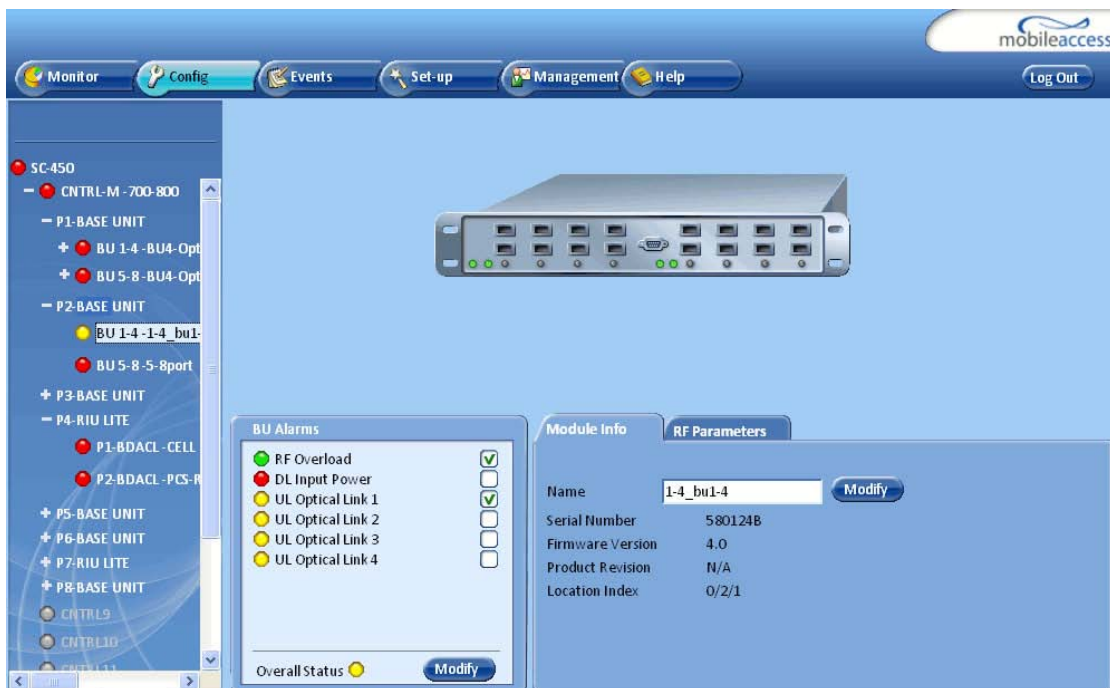 mobileaccess
Monitor
Config
Events
Set-up
Management
Help
Log Out
SC-450
CNTRL-M -700-800
P1-BASE UNIT
BU 1-4 -BU4-Opt
BU 5-8 -BU4-Opt
P2-BASE UNIT
BU 1-4 -1-4_bu1-
BU 5-8 -5-8port
P3-BASE UNIT
P4-RIU LITE
P1-BDACL -CELL
P2-BDACL -PCS-R
P5-BASE UNIT
P6-BASE UNIT
P7-RIU LITE
P8-BASE UNIT
CNTRL9
CNTRL10
CNTRL11
BU Alarms
RF Overload
DL Input Power
UL Optical Link 1
UL Optical Link 2
UL Optical Link 3
UL Optical Link 4
Overall Status
Modify
Module Info
RF Parameters
Name 1-4_bu1-4 Modify
Serial Number 580124B
Firmware Version 4.0
Product Revision N/A
Location Index 0/2/1